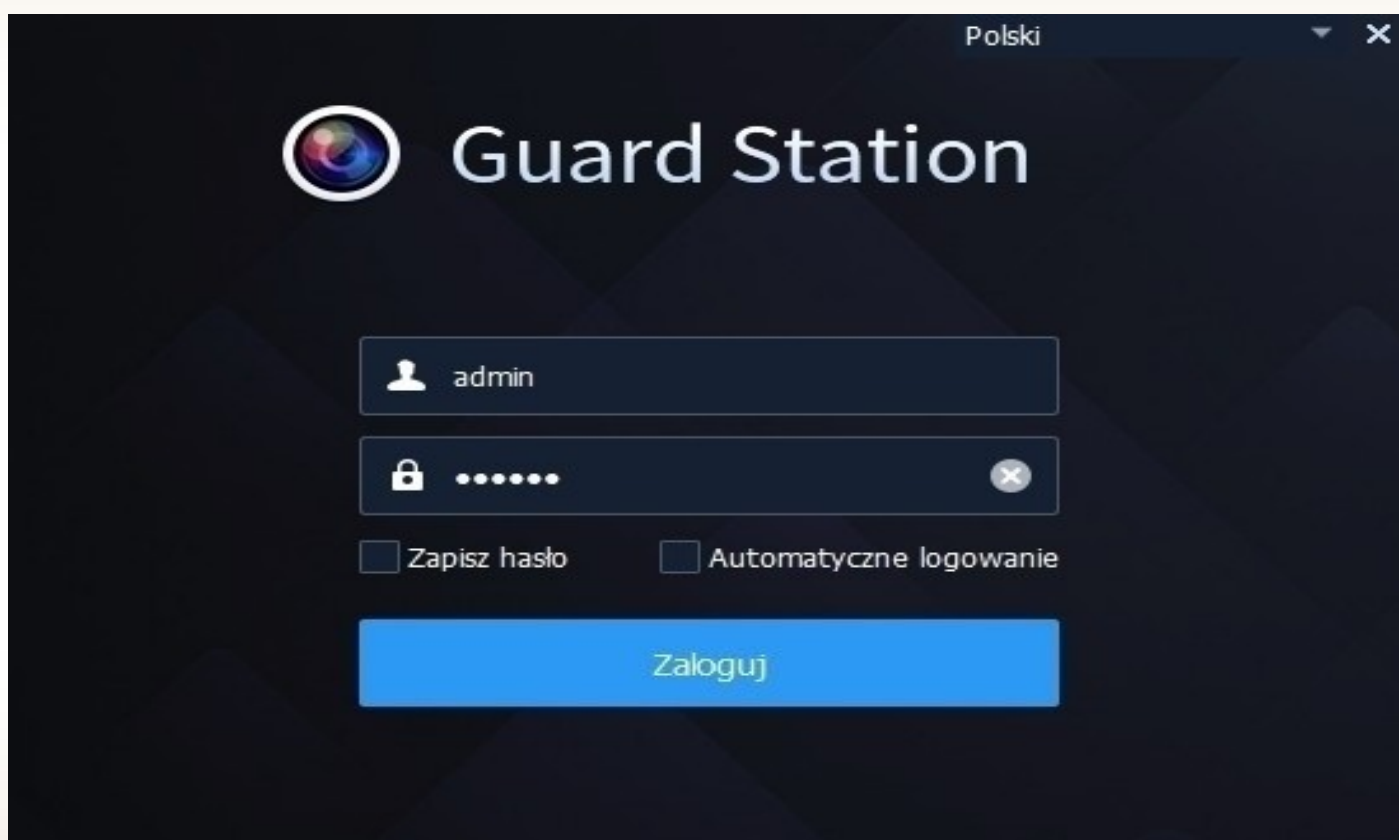 Polski
Guard Station
admin
••••••
Zapisz hasło
Automatyczne logowanie
Zaloguj